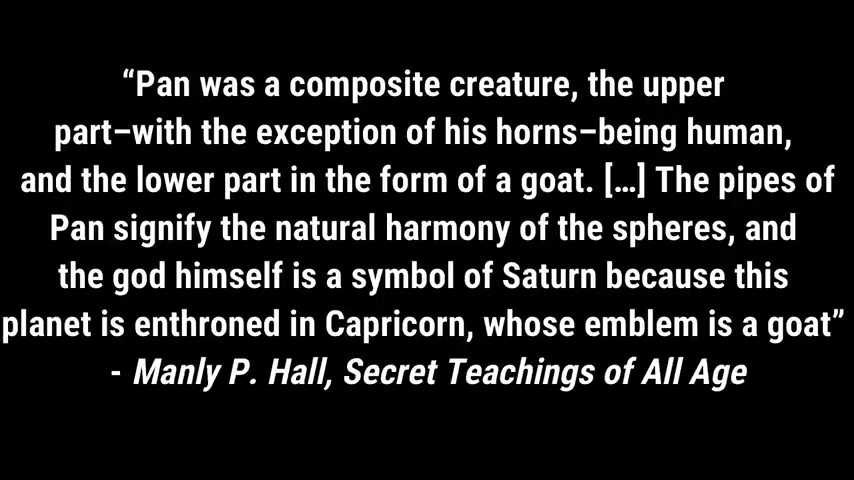 “Pan was a composite creature, the upper
part–with the exception of his horns–being human,
and the lower part in the form of a goat. [...] The pipes of
Pan signify the natural harmony of the spheres, and
the god himself is a symbol of Saturn because this
planet is enthroned in Capricorn, whose emblem is a goat”
- Manly P. Hall, Secret Teachings of All Age